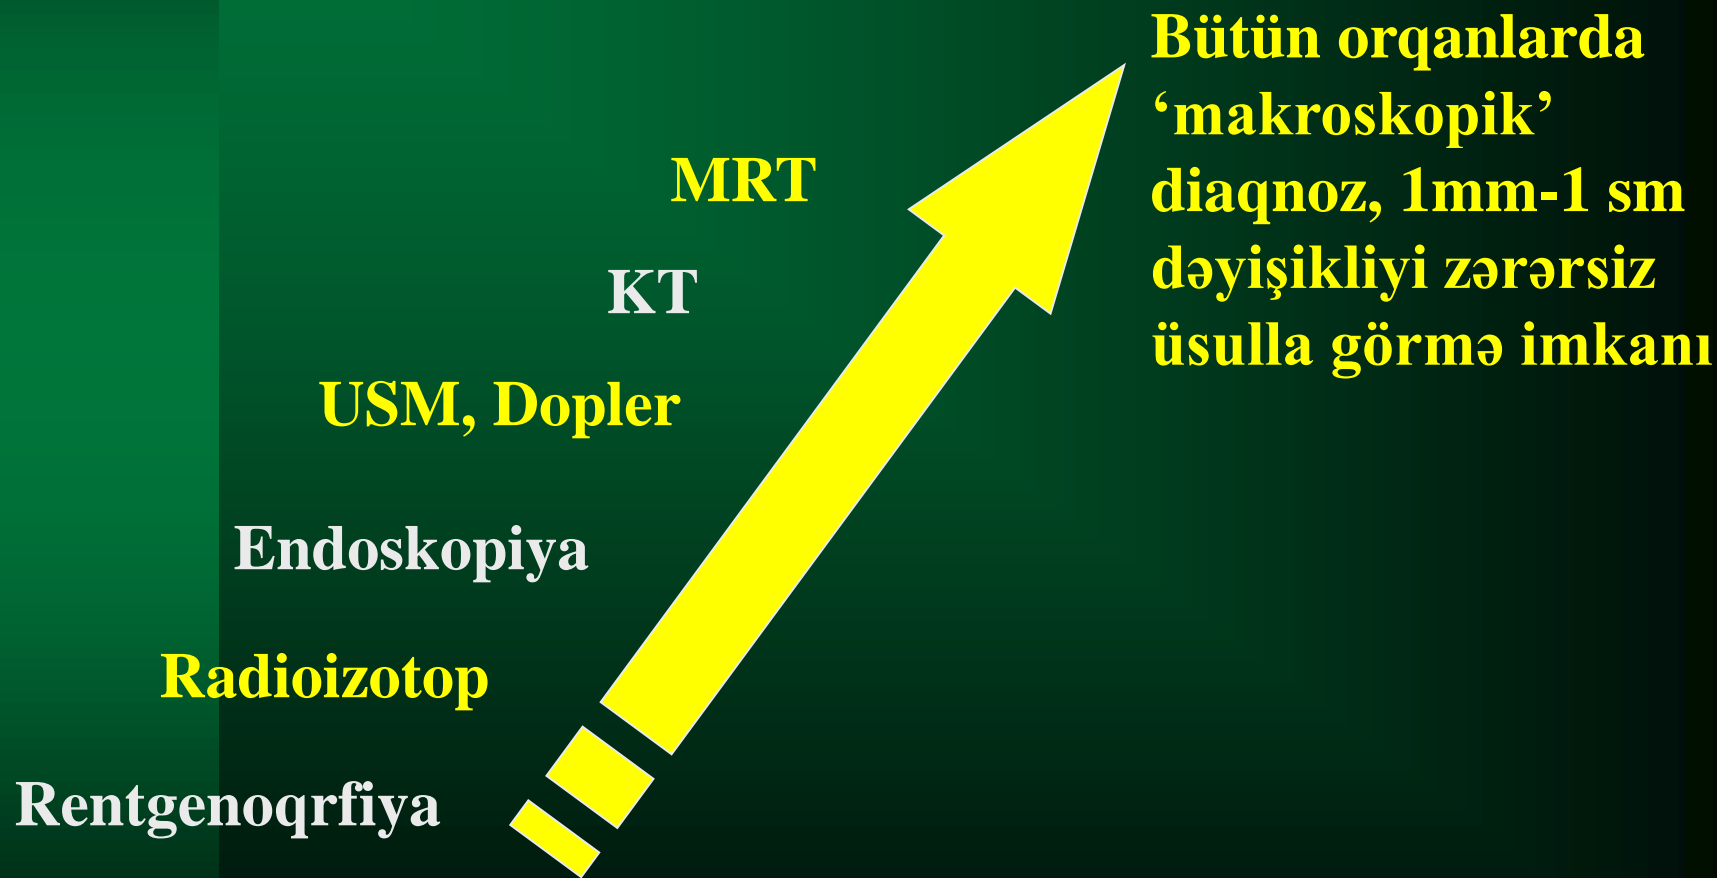 Bütün orqanlarda
‘makroskopik’
diaqnoz, 1mm-1 sm
dəyişikliyi zərərsiz
üsulla görmə imkanı
MRT
KT
USM, Dopler
Endoskopiya
Radioizotop
Rentgenoqrfiya